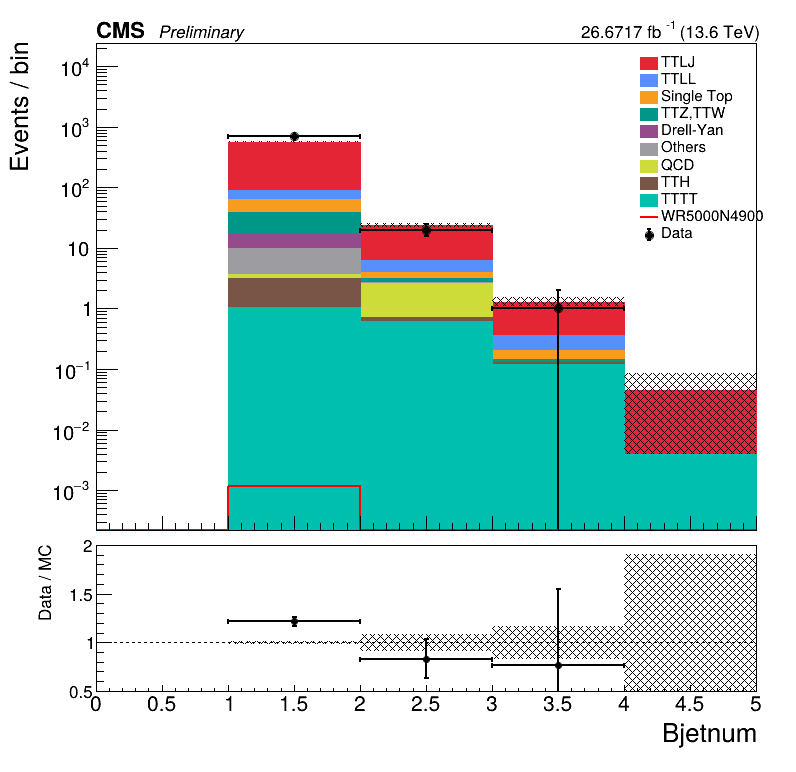 CMS Preliminary 26.6717 fb⁻¹ (13.6 TeV)
Events / bin
10⁴
10³
10²
10
1
10⁻¹
10⁻²
10⁻³
TTLJ
TTLL
Single Top
TTZ,TTW
Drell-Yan
Others
QCD
TTH
TTTT
WR5000N4900
Data
Data / MC
2
1.5
1
0.5
0 0.5 1 1.5 2 2.5 3 3.5 4 4.5 5
Bjetnum